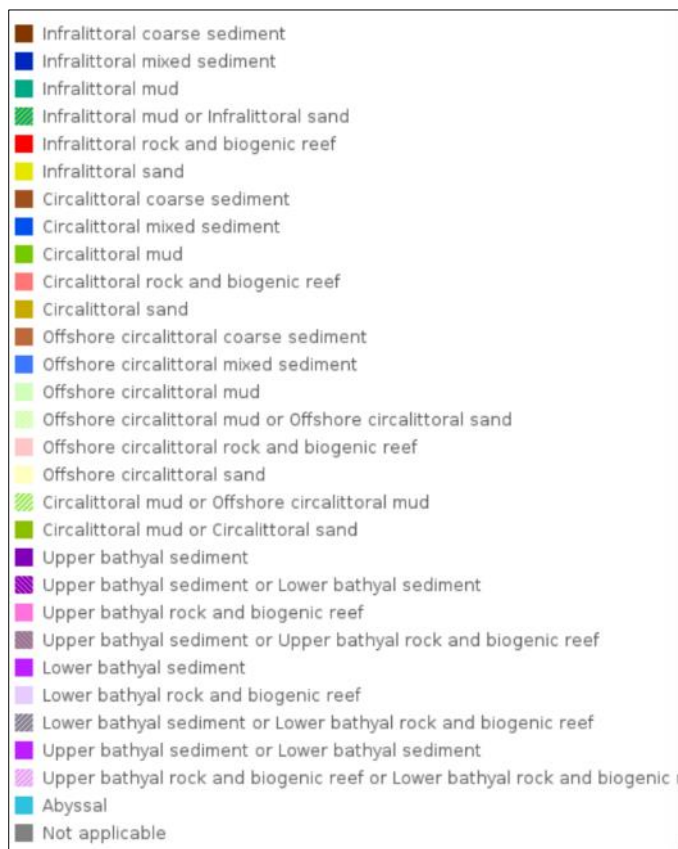 Infralittoral coarse sediment
Infralittoral mixed sediment
Infralittoral mud
Infralittoral mud or Infralittoral sand
Infralittoral rock and biogenic reef
Infralittoral sand
Circalittoral coarse sediment
Circalittoral mixed sediment
Circalittoral mud
Circalittoral rock and biogenic reef
Circalittoral sand
Offshore circalittoral coarse sediment
Offshore circalittoral mixed sediment
Offshore circalittoral mud
Offshore circalittoral mud or Offshore circalittoral sand
Offshore circalittoral rock and biogenic reef
Offshore circalittoral sand
Circalittoral mud or Offshore circalittoral mud
Circalittoral mud or Circalittoral sand
Upper bathyal sediment
Upper bathyal sediment or Lower bathyal sediment
Upper bathyal rock and biogenic reef
Upper bathyal sediment or Upper bathyal rock and biogenic reef
Lower bathyal sediment
Lower bathyal rock and biogenic reef
Lower bathyal sediment or Lower bathyal rock and biogenic reef
Upper bathyal sediment or Lower bathyal sediment
Upper bathyal rock and biogenic reef or Lower bathyal rock and biogenic
Abyssal
Not applicable